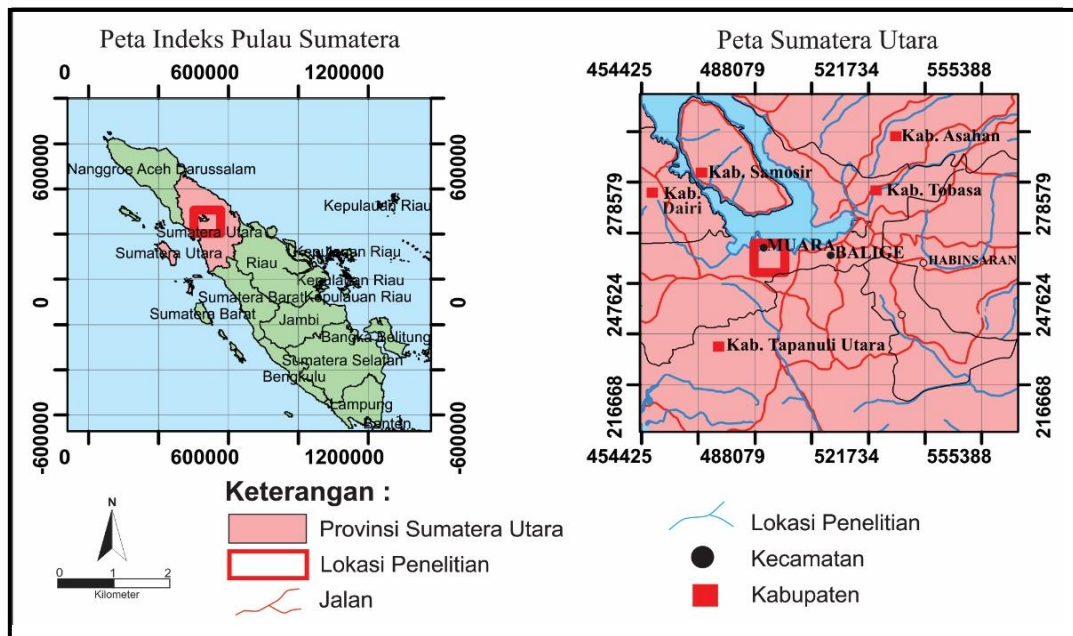 Peta Indeks Pulau Sumatera
0 600000 1200000
600000
0
-600000
600000
0
-600000
Nanggroe Aceh Darussalam
Kepulauan Riau
Sumatera Utara
Sumatera Utara
Riau
Kepulauan Riau
Kepulauan Riau
Sumatera Barat
Kepulauan Riau
Sumatera Barat
Jambi
Bangka Belitung
Sumatera Selatan
Bengkulu
Lampung
Banten
0 600000 1200000
Peta Sumatera Utara
454425 488079 521734 555388
278579
247624
216668
278579
247624
216668
Kab. Asahan
Kab. Samosir
Kab. Tobasa
Kab.
Dairi
MUARA
BALIGE
HABINSARAN
Kab. Tapanuli Utara
454425 488079 521734 555388
N
0 1 2
Kilometer
Keterangan :
Provinsi Sumatera Utara
Lokasi Penelitian
Jalan
Lokasi Penelitian
Kecamatan
Kabupaten